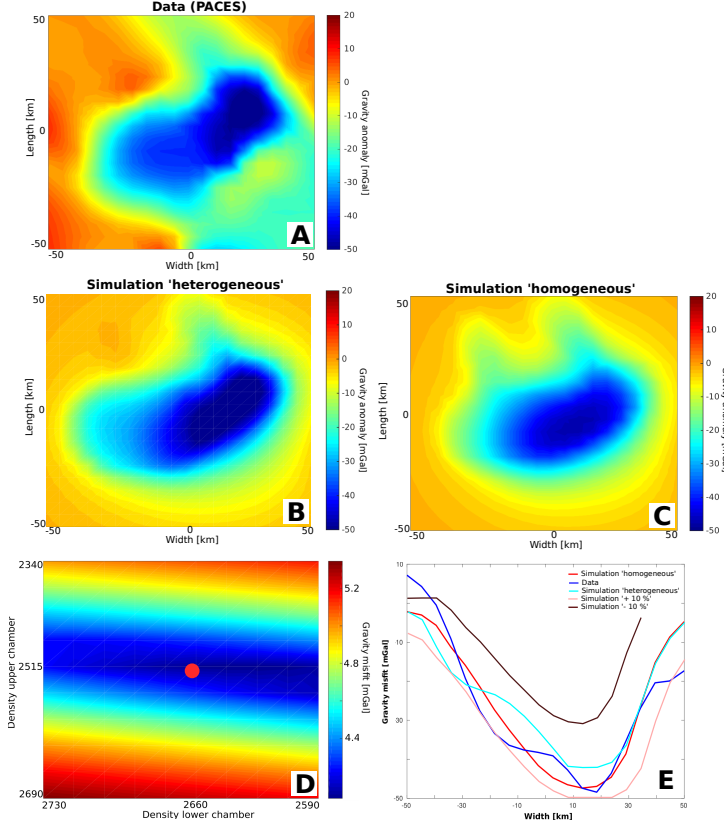 Data (PACES)
50
0
-50
Length [km]
-50
0
50
Width [km]
A
20
10
0
-10
-20
-30
-40
-50
Gravity anomaly [mGal]
Simulation 'heterogeneous'
50
0
-50
Length [km]
-50
0
50
Width [km]
B
20
10
0
-10
-20
-30
-40
-50
Gravity anomaly [mGal]
Simulation 'homogeneous'
50
0
-50
Length [km]
-50
0
50
Width [km]
C
20
10
0
-10
-20
-30
-40
-50
2340
2515
2690
Density upper chamber
2730
2660
2590
Density lower chamber
D
5.2
4.8
4.4
Gravity misfit [mGal]
10
10
30
-50
Gravity misfit [mGal]
Simulation 'homogeneous'
Data
Simulation 'heterogeneous'
Simulation '+ 10 %'
Simulation '- 10 %'
E
-50
-30
-10
10
30
50
Width [km]